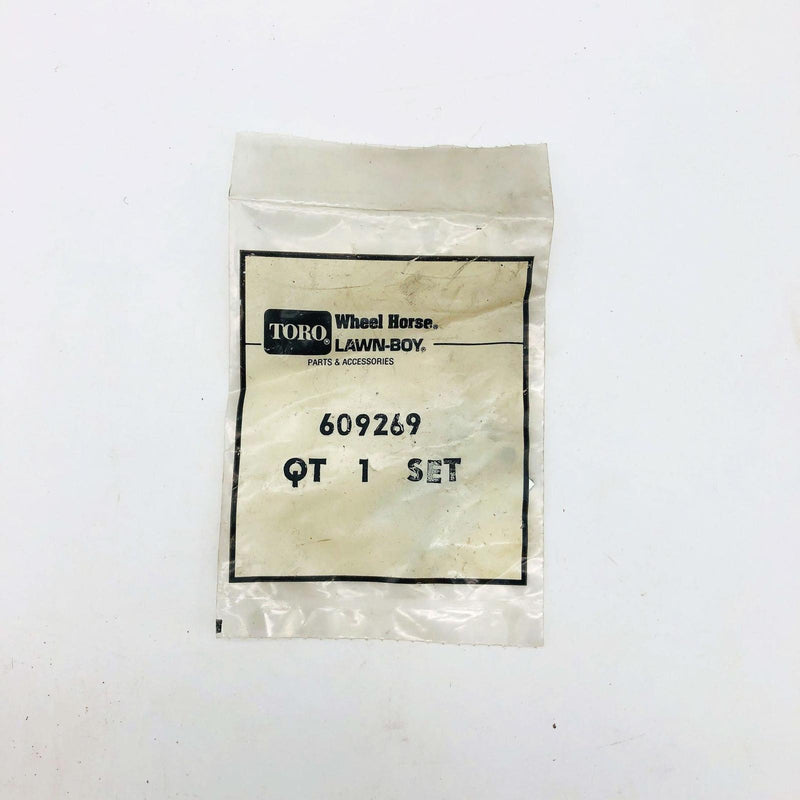 TORO® Wheel Horse®
LAWN-BOY®
PARTS & ACCESSORIES
609269
QT 1 SET